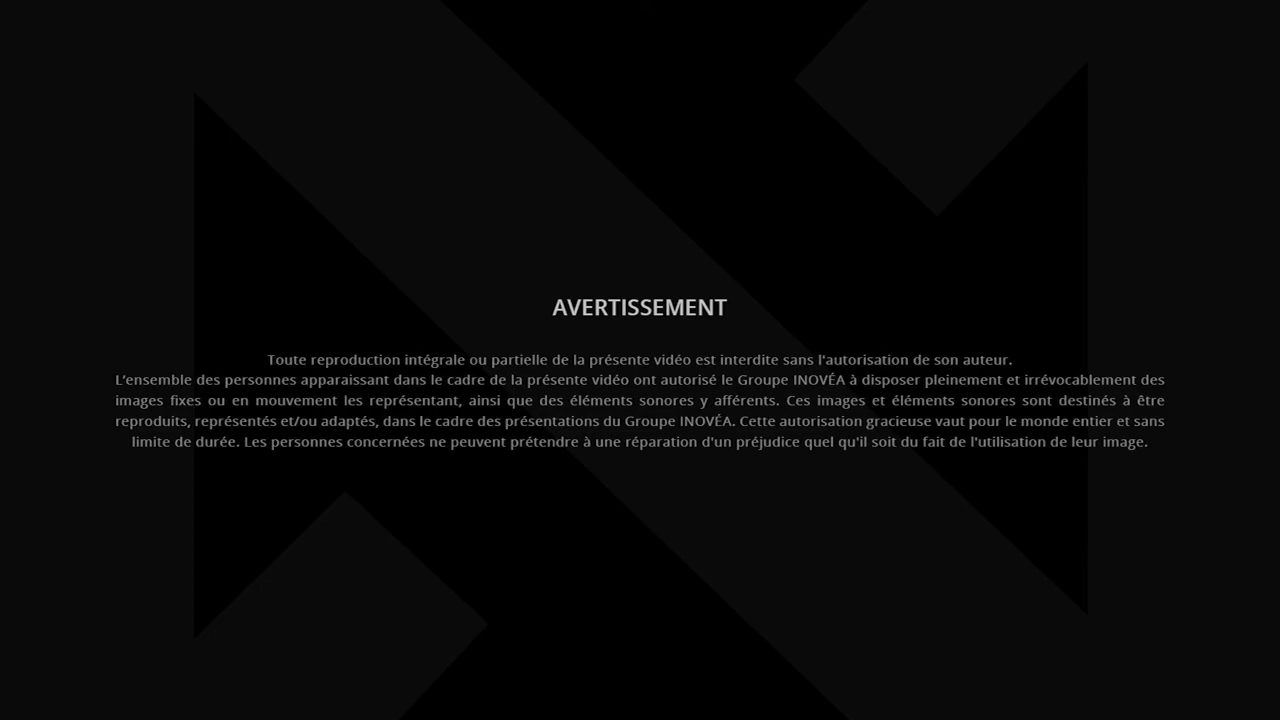 AVERTISSEMENT
Toute reproduction intégrale ou partielle de la présente vidéo est interdite sans l'autorisation de son auteur.
L’ensemble des personnes apparaissant dans le cadre de la présente vidéo ont autorisé le Groupe INOVÉA à disposer pleinement et irrévocablement des
images fixes ou en mouvement les représentant, ainsi que des éléments sonores y afférents. Ces images et éléments sonores sont destinés à être
reproduits, représentés et/ou adaptés, dans le cadre des présentations du Groupe INOVÉA. Cette autorisation gracieuse vaut pour le monde entier et sans
limite de durée. Les personnes concernées ne peuvent prétendre à une réparation d'un préjudice quel qu'il soit du fait de l'utilisation de leur image.